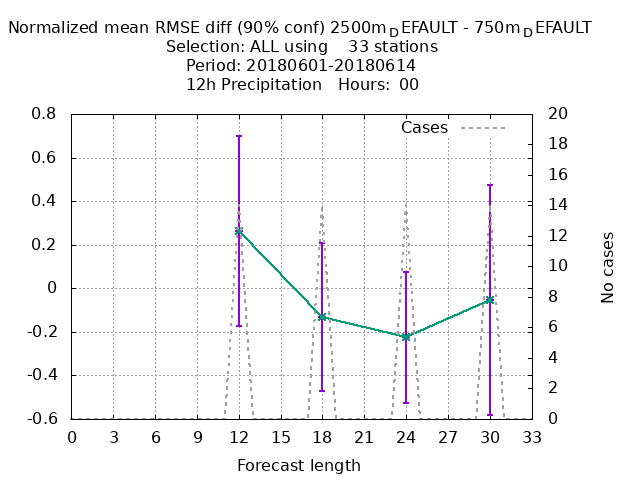 Normalized mean RMSE diff (90% conf) 2500m_DEFAULT - 750m_DEFAULT
Selection: ALL using 33 stations
Period: 20180601-20180614
12h Precipitation Hours: 00
Cases
0.8
0.6
0.4
0.2
0
-0.2
-0.4
-0.6
20
18
16
14
12
10
8
6
4
2
0
No cases
0 3 6 9 12 15 18 21 24 27 30 33
Forecast length